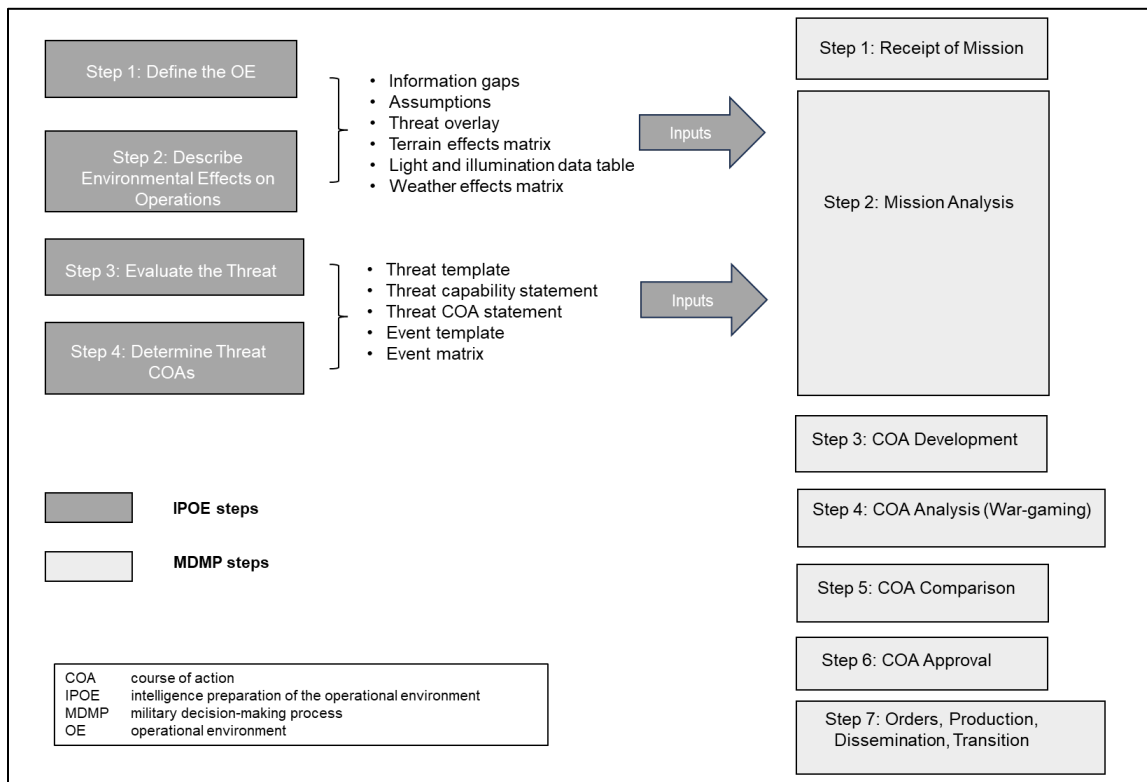 Step 1: Define the OE
Step 2: Describe
Environmental Effects on
Operations
• Information gaps
• Assumptions
• Threat overlay
• Terrain effects matrix
• Light and illumination data table
• Weather effects matrix
Inputs
Step 3: Evaluate the Threat
Step 4: Determine Threat
COAs
• Threat template
• Threat capability statement
• Threat COA statement
• Event template
• Event matrix
Inputs
Step 1: Receipt of Mission
Step 2: Mission Analysis
Step 3: COA Development
Step 4: COA Analysis (War-gaming)
Step 5: COA Comparison
Step 6: COA Approval
Step 7: Orders, Production,
Dissemination, Transition
IPOE steps
MDMP steps
COA course of action
IPOE intelligence preparation of the operational environment
MDMP military decision-making process
OE operational environment